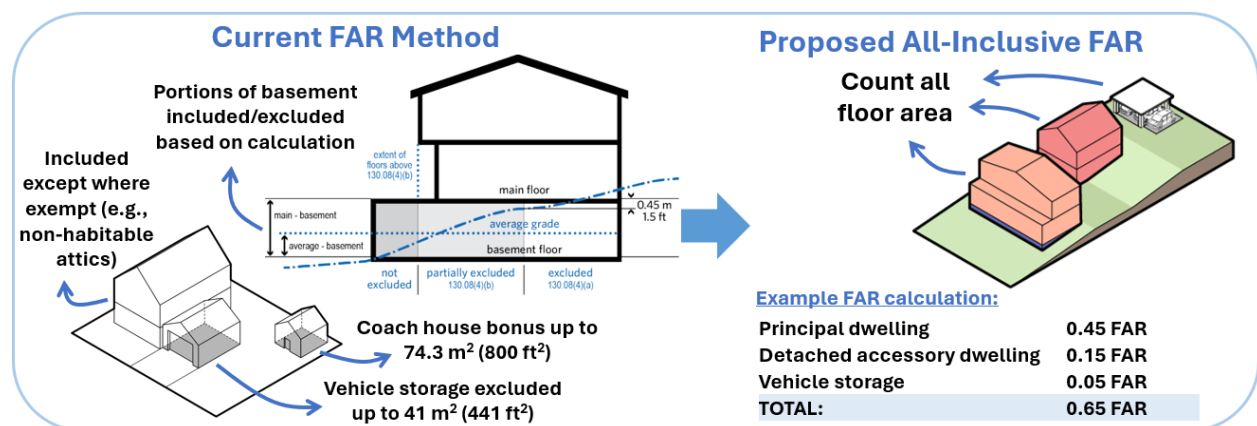 Current FAR Method
Portions of basement
included/excluded
based on calculation
Included
except where
exempt (e.g.,
non-habitable
attics)
extent of
floors above
130.08(4)(b)
main floor
0.45 m
1.5 ft
main - basement
average grade
average - basement
basement floor
not
excluded
partially excluded
130.08(4)(b)
excluded
130.08(4)(a)
Coach house bonus up to
74.3 m² (800 ft²)
Vehicle storage excluded
up to 41 m² (441 ft²)
Proposed All-Inclusive FAR
Count all
floor area
Example FAR calculation:
Principal dwelling 0.45 FAR
Detached accessory dwelling 0.15 FAR
Vehicle storage 0.05 FAR
TOTAL: 0.65 FAR